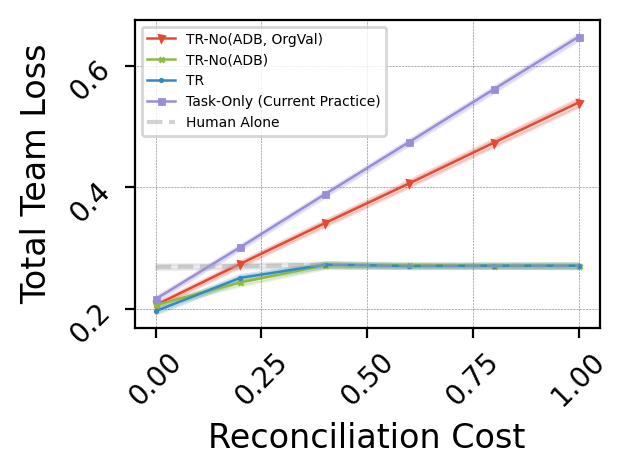 TR-No(ADB, OrgVal)
TR-No(ADB)
TR
Task-Only (Current Practice)
Human Alone
Total Team Loss
0.6
0.4
0.2
0.00
0.25
0.50
0.75
1.00
Reconciliation Cost